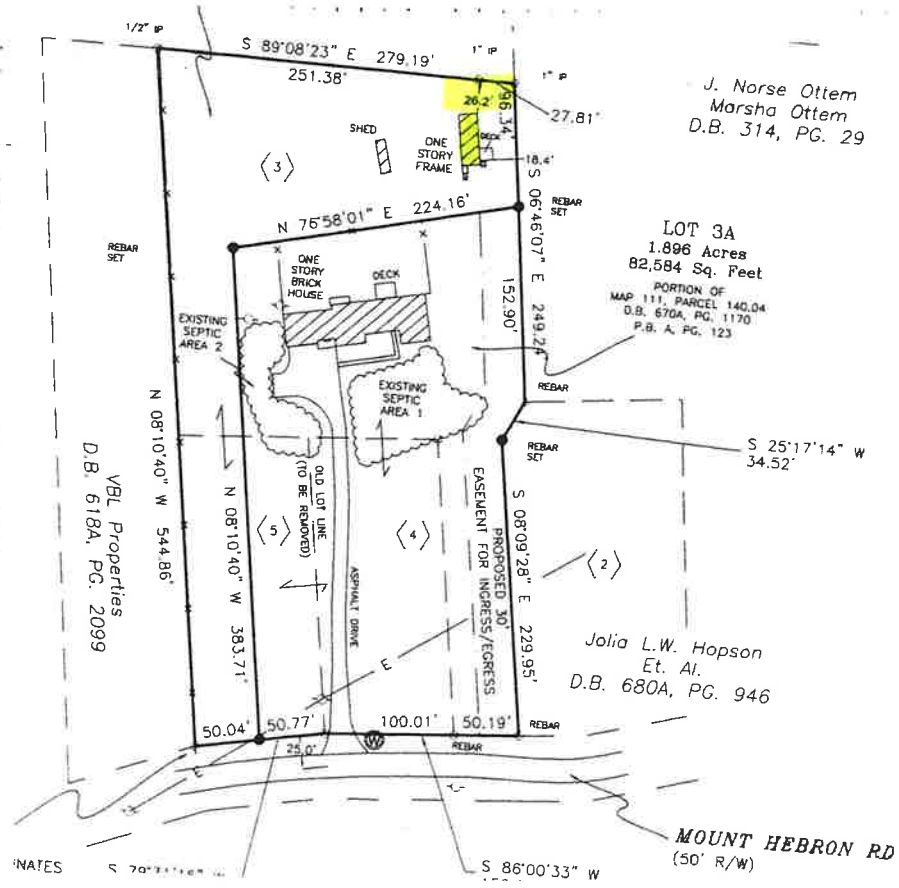 1/2" IP
S 89°08'23" E 279.19'
251.38'
1" IP
1" IP
J. Norse Ottem
Marsha Ottem
D.B. 314, PG. 29
26.2'
96.34'
27.81'
SHED
ONE
STORY
FRAME
DECK
18.4'
⟨3⟩
N 76°58'01" E 224.16'
REBAR
SET
REBAR
SET
S 06°46'07" E 249.24'
152.90'
LOT 3A
1.896 Acres
82,584 Sq. Feet
PORTION OF
MAP 111, PARCEL 140.04
D.B. 670A, PG. 1170
P.B. A, PG. 123
ONE
STORY
BRICK
HOUSE
DECK
EXISTING
SEPTIC
AREA 2
EXISTING
SEPTIC
AREA 1
REBAR
REBAR
SET
S 25°17'14" W
34.52'
N 08°10'40" W 544.86'
VBL Properties
D.B. 618A, PG. 2099
N 08°10'40" W 383.71'
⟨5⟩
OLD LOT LINE
(TO BE REMOVED)
ASPHALT DRIVE
⟨4⟩
PROPOSED 30'
EASEMENT FOR INGRESS/EGRESS
S 08°09'28" E 229.95'
⟨2⟩
Jolia L.W. Hopson
Et. Al.
D.B. 680A, PG. 946
E
50.04'
50.77'
100.01'
50.19'
REBAR
25.0'
W
REBAR
E
MOUNT HEBRON RD
(50' R/W)
S 86°00'33" W